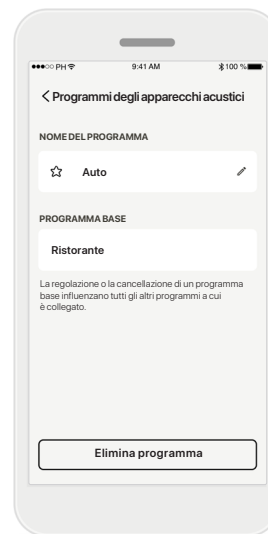 PH 9:41 AM 100 %
Programmi degli apparecchi acustici
NOME DEL PROGRAMMA
Auto
PROGRAMMA BASE
Ristorante
La regolazione o la cancellazione di un programma
base influenzano tutti gli altri programmi a cui
è collegato.
Elimina programma